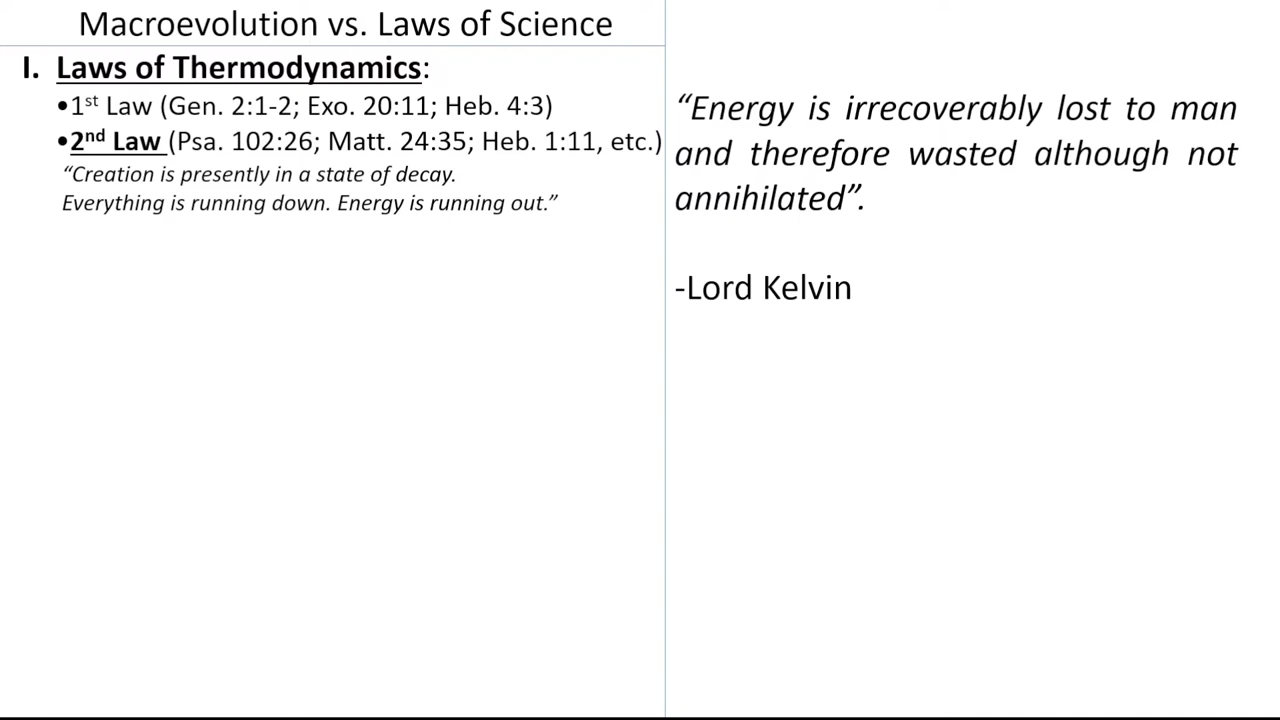 Macroevolution vs. Laws of Science
I. Laws of Thermodynamics:
•1st Law (Gen. 2:1-2; Exo. 20:11; Heb. 4:3)
•2nd Law (Psa. 102:26; Matt. 24:35; Heb. 1:11, etc.)
“Creation is presently in a state of decay.
Everything is running down. Energy is running out.”
“Energy is irrecoverably lost to man
and therefore wasted although not
annihilated”.
-Lord Kelvin